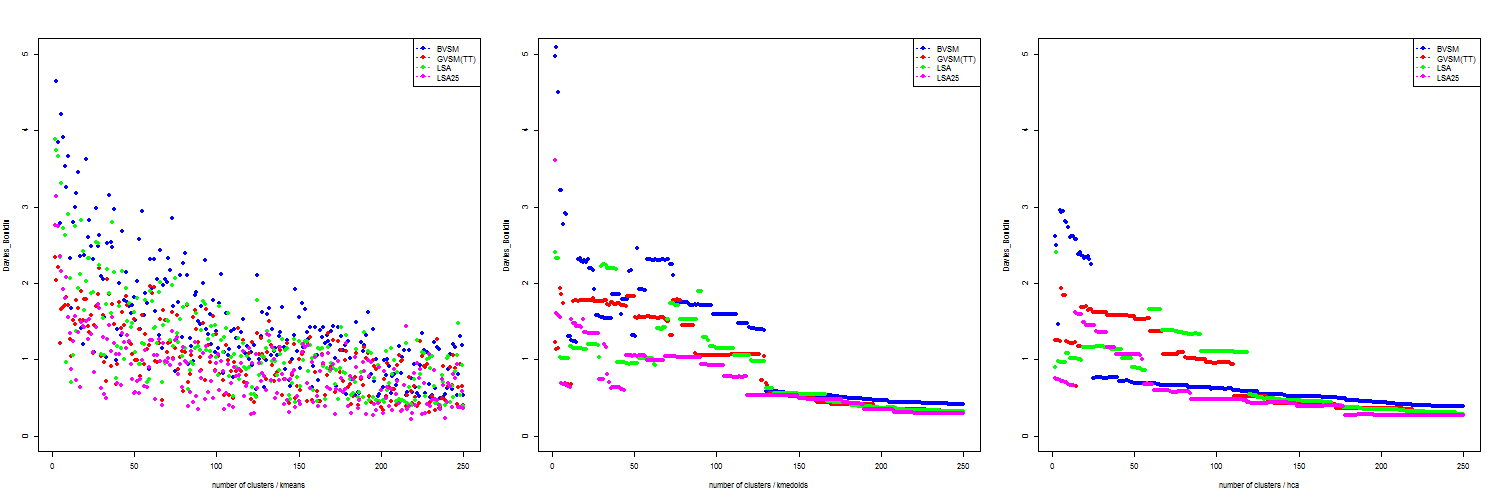 5
4
3
2
1
0
Davies_Bouldin
0 50 100 150 200 250
number of clusters / kmeans
BVSM
GVSM(TT)
LSA
LSA25
5
4
3
2
1
0
Davies_Bouldin
0 50 100 150 200 250
number of clusters / kmedoids
BVSM
GVSM(TT)
LSA
LSA25
5
4
3
2
1
0
Davies_Bouldin
0 50 100 150 200 250
number of clusters / hca
BVSM
GVSM(TT)
LSA
LSA25